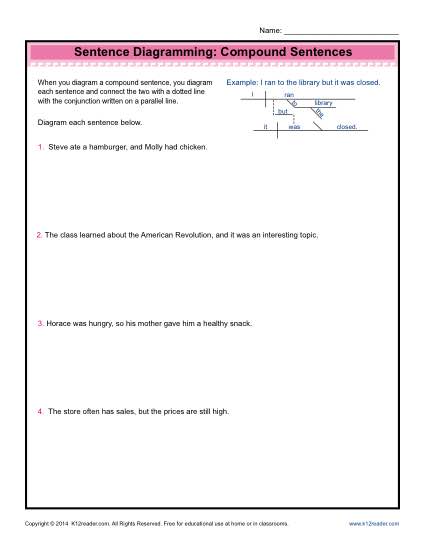 Name:
Sentence Diagramming: Compound Sentences
When you diagram a compound sentence, you diagram
each sentence and connect the two with a dotted line
with the conjunction written on a parallel line.
Diagram each sentence below.
Example: I ran to the library but it was closed.
I ran
to library
the
but
it was closed.
1. Steve ate a hamburger, and Molly had chicken.
2. The class learned about the American Revolution, and it was an interesting topic.
3. Horace was hungry, so his mother gave him a healthy snack.
4. The store often has sales, but the prices are still high.
Copyright © 2014 K12reader.com. All Rights Reserved. Free for educational use at home or in classrooms. www.k12reader.com